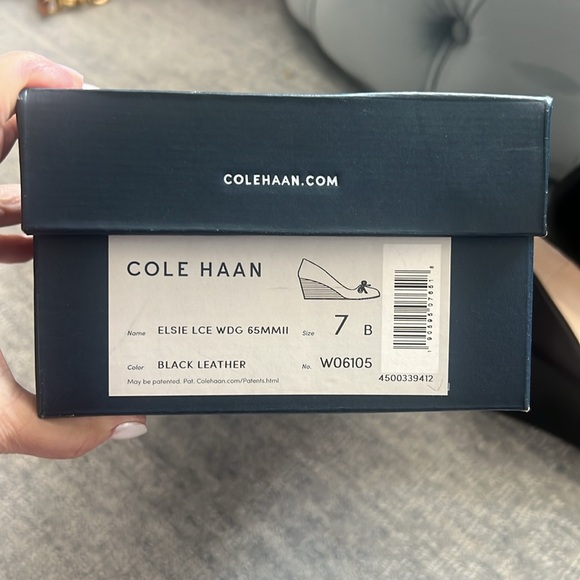 COLEHAAN.COM
COLE HAAN
Name ELSIE LCE WDG 65MMII Size 7 B
Color BLACK LEATHER No. W06105
May be patented. Pat. Colehaan.com/Patents.html
4500339412